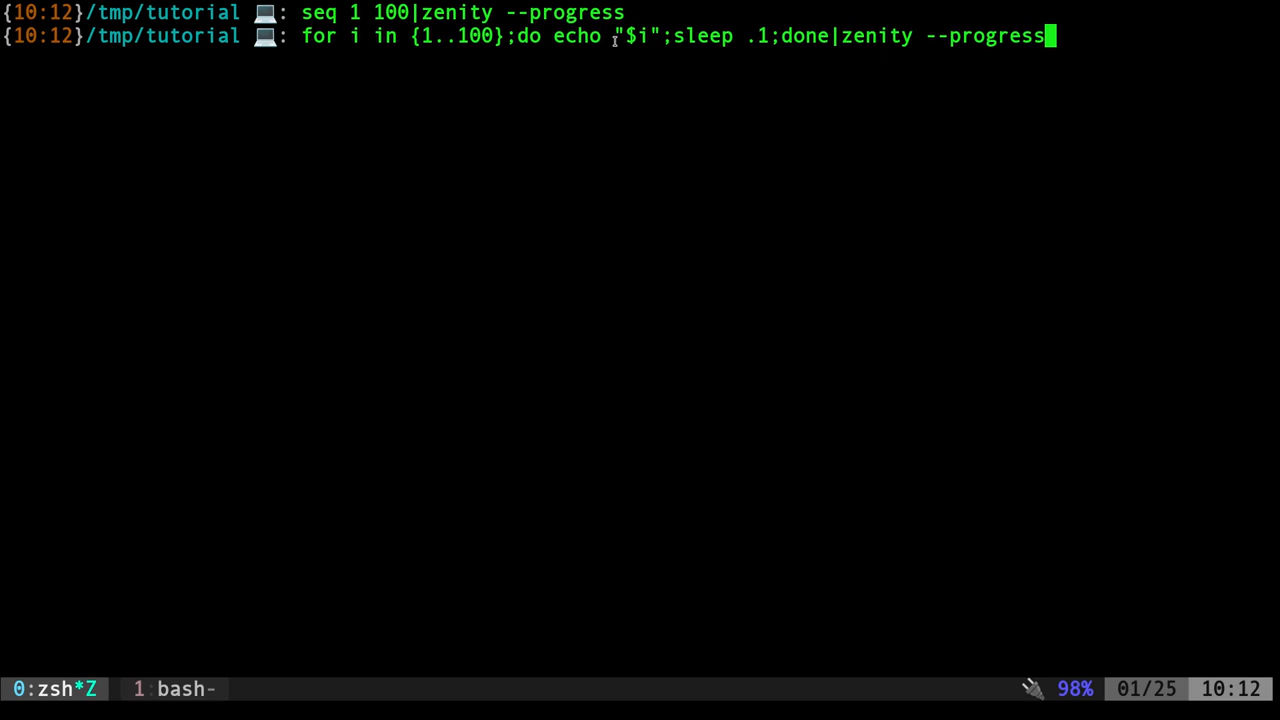 {10:12}/tmp/tutorial 💻: seq 1 100|zenity --progress
{10:12}/tmp/tutorial 💻: for i in {1..100};do echo "$i";sleep .1;done|zenity --progress
0:zsh*Z 1 bash- 🔌 98% 01/25 10:12